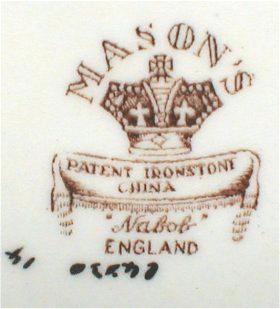 MASON'S
PATENT IRONSTONE
CHINA
"Nabob"
ENGLAND